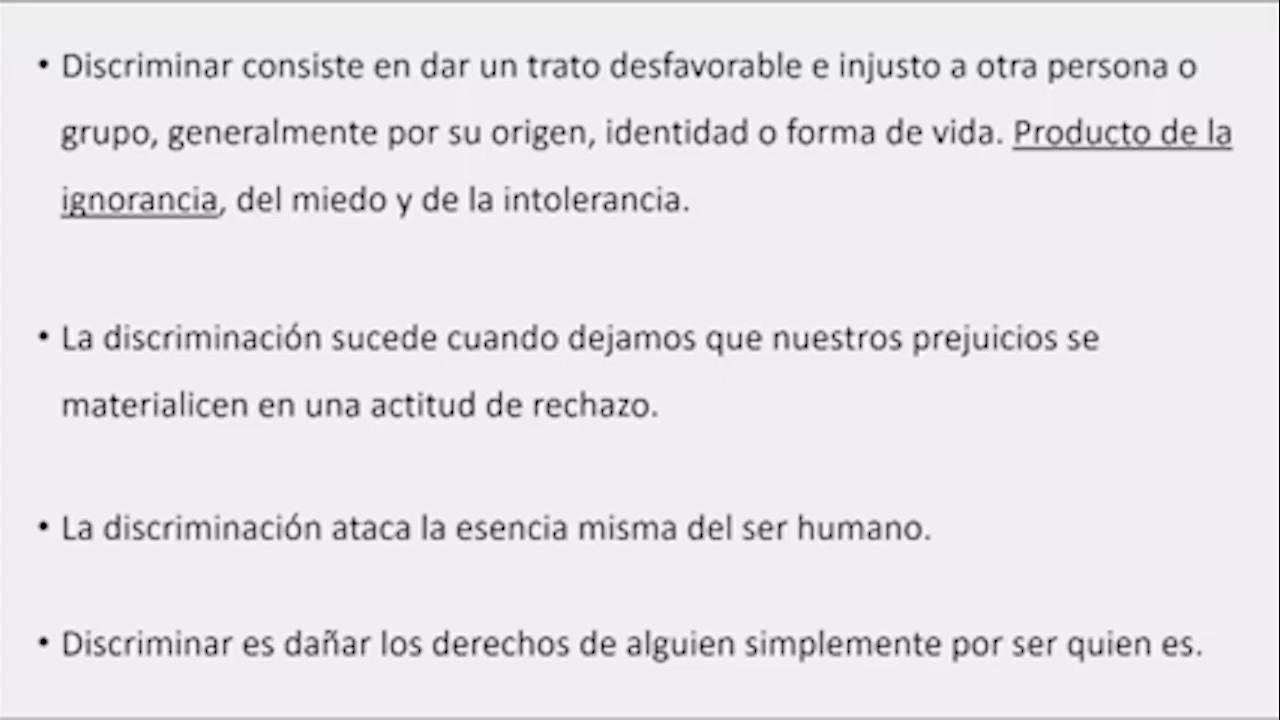 • Discriminar consiste en dar un trato desfavorable e injusto a otra persona o
grupo, generalmente por su origen, identidad o forma de vida. Producto de la
ignorancia, del miedo y de la intolerancia.
• La discriminación sucede cuando dejamos que nuestros prejuicios se
materialicen en una actitud de rechazo.
• La discriminación ataca la esencia misma del ser humano.
• Discriminar es dañar los derechos de alguien simplemente por ser quien es.